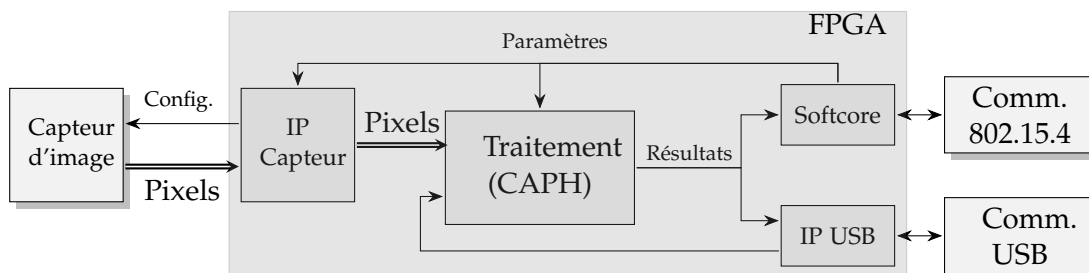 FPGA
Paramètres
Capteur
d'image
Config.
Pixels
IP
Capteur
Pixels
Traitement
(CAPH)
Résultats
Softcore
Comm.
802.15.4
IP USB
Comm.
USB